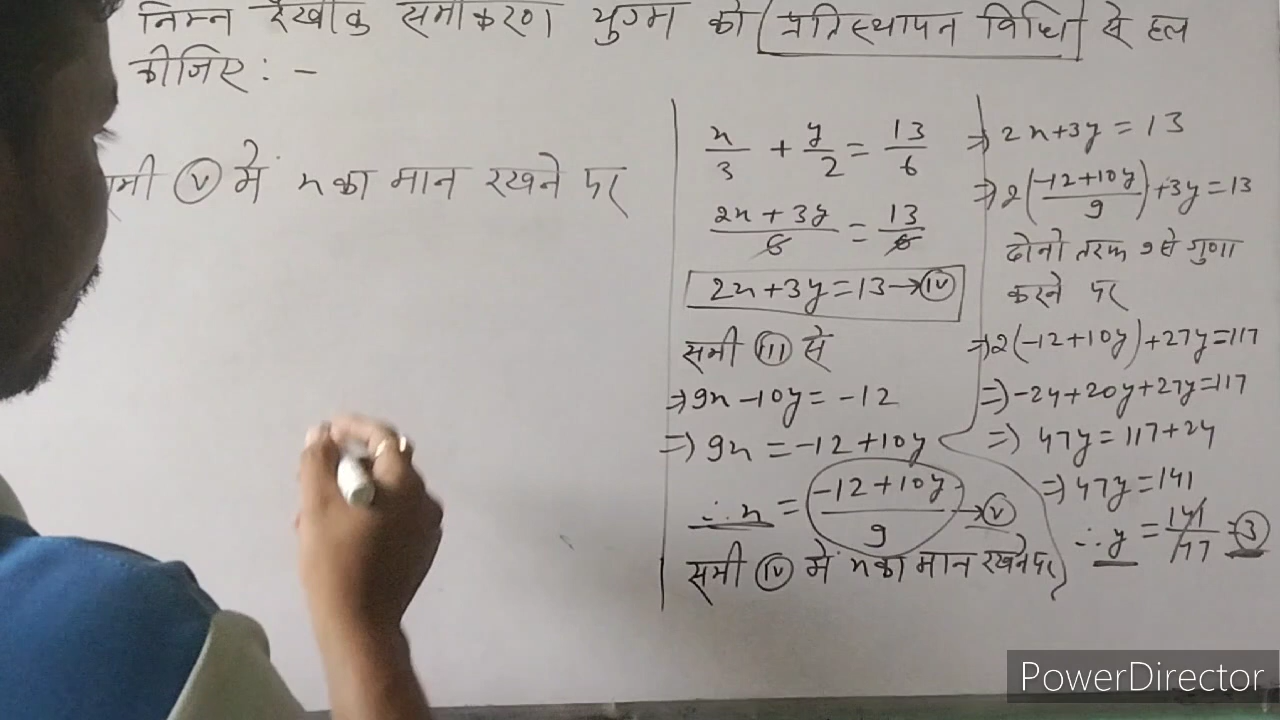 निम्न रैखीक समीकरण युग्म को प्रतिस्थापन विधि से हल
कीजिए : -
समी (v) में x का मान रखने पर
x/3 + y/2 = 13/6
2x + 3y/6 = 13/6
2x + 3y = 13 → (iv)
समी (iii) से
⇒ 9x - 10y = -12
⇒ 9x = -12 + 10y
∴ x = -12 + 10y/9 → (v)
समी (iv) में x का मान रखने पर
⇒ 2x + 3y = 13
⇒ 2(-12 + 10y/9) + 3y = 13
दोनो तरफ 9 से गुणा
करने पर
⇒ 2(-12 + 10y) + 27y = 117
⇒ -24 + 20y + 27y = 117
⇒ 47y = 117 + 24
⇒ 47y = 141
∴ y = 141/47 = 3
PowerDirector